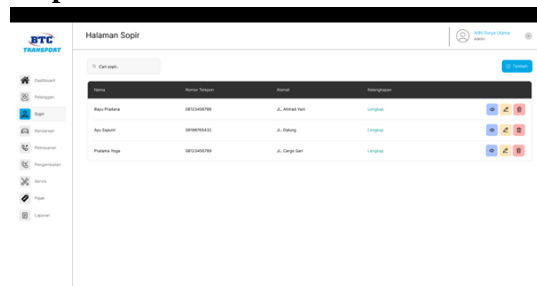 BTC
TRANSPORT
Halaman Sopir
Adhi Surya Utama
Admin
Cari sopir..
Tambah
Dashboard
Pelanggan
Sopir
Kendaraan
Pemesanan
Pengembalian
Servis
Pajak
Laporan
Nama Nomor Telepon Alamat Kelengkapan
Bayu Pradana 08123456789 JL. Ahmad Yani Lengkap
Ayu Saputri 08198765432 JL. Dalung Lengkap
Pratama Yoga 08123456789 JL. Cargo Sari Lengkap